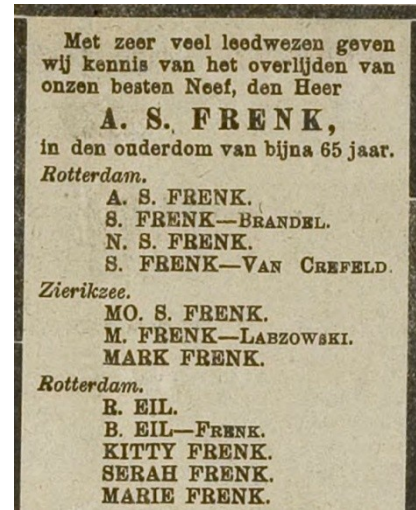 Met zeer veel leedwezen geven
wij kennis van het overlijden van
onzen besten Neef, den Heer
A. S. FRENK,
in den ouderdom van bijna 65 jaar.
Rotterdam.
A. S. FRENK.
S. FRENK—BRANDEL.
N. S. FRENK.
S. FRENK—VAN CREFELD.
Zierikzee.
MO. S. FRENK.
M. FRENK—LABZOWSKI.
MARK FRENK.
Rotterdam.
R. EIL.
B. EIL—FRENK.
KITTY FRENK.
SERAH FRENK.
MARIE FRENK.